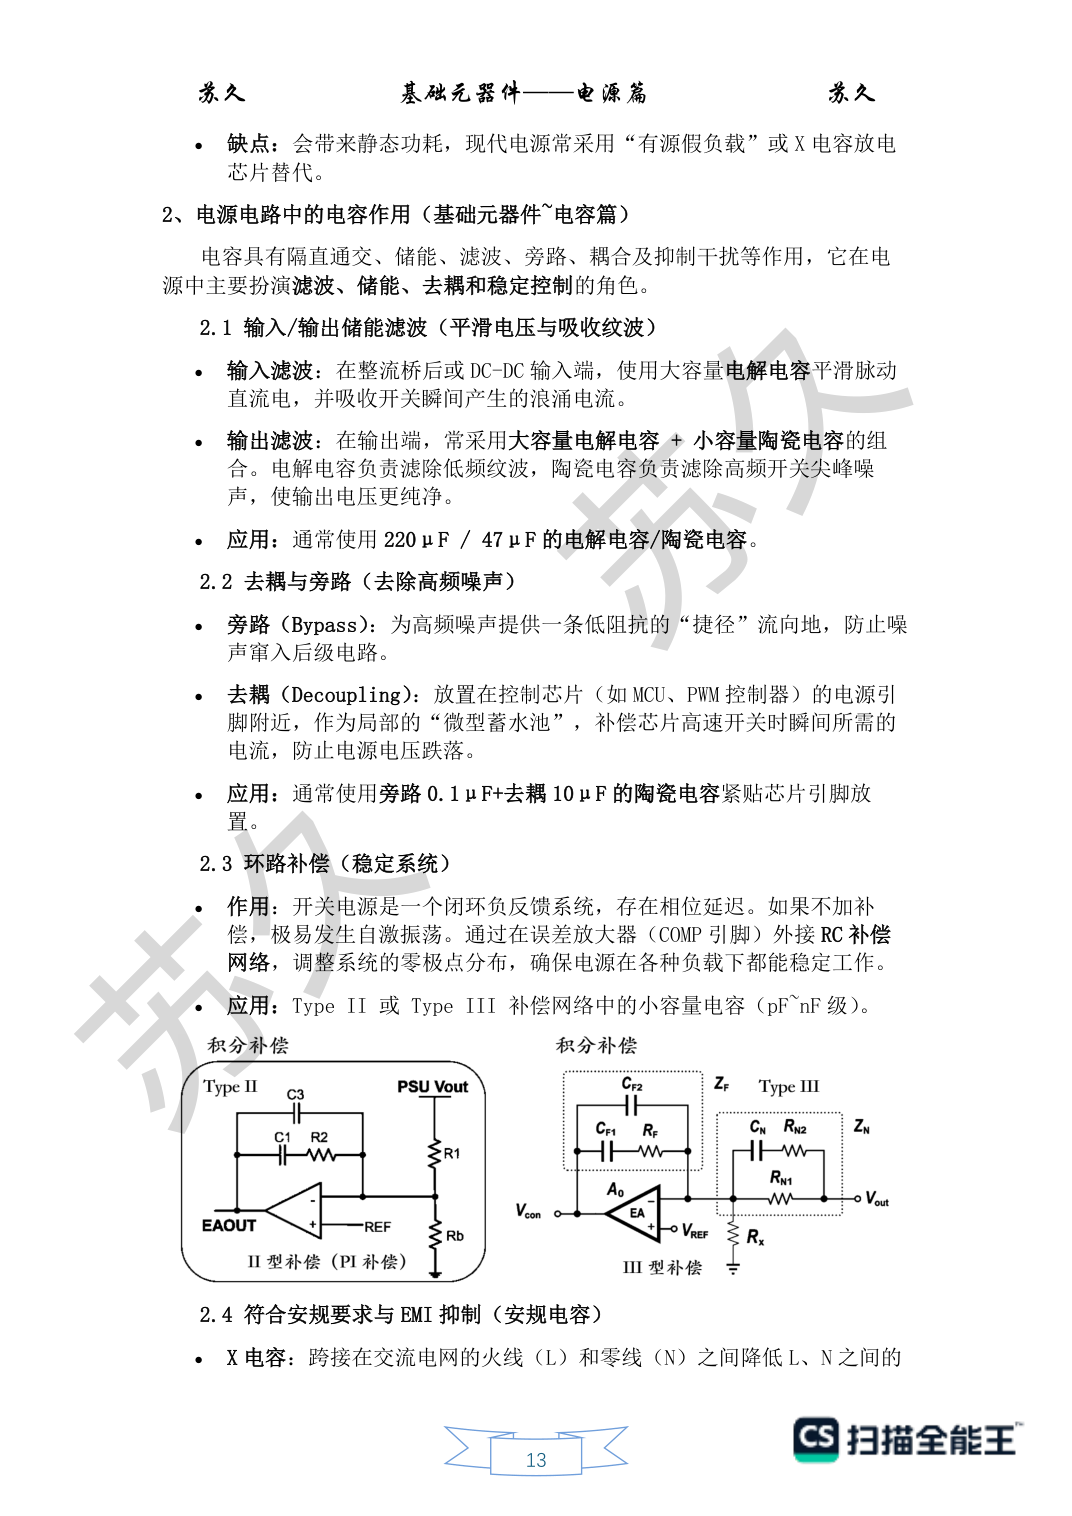 苏久 基础元器件——电源篇 苏久
• 缺点：会带来静态功耗，现代电源常采用“有源假负载”或 X 电容放电
芯片替代。
2、电源电路中的电容作用（基础元器件~电容篇）
电容具有隔直通交、储能、滤波、旁路、耦合及抑制干扰等作用，它在电
源中主要扮演滤波、储能、去耦和稳定控制的角色。
2.1 输入/输出储能滤波（平滑电压与吸收纹波）
• 输入滤波：在整流桥后或 DC-DC 输入端，使用大容量电解电容平滑脉动
直流电，并吸收开关瞬间产生的浪涌电流。
• 输出滤波：在输出端，常采用大容量电解电容 + 小容量陶瓷电容的组
合。电解电容负责滤除低频纹波，陶瓷电容负责滤除高频开关尖峰噪
声，使输出电压更纯净。
• 应用：通常使用 220μF / 47μF 的电解电容/陶瓷电容。
2.2 去耦与旁路（去除高频噪声）
• 旁路（Bypass）：为高频噪声提供一条低阻抗的“捷径”流向地，防止噪
声窜入后级电路。
• 去耦（Decoupling）：放置在控制芯片（如 MCU、PWM 控制器）的电源引
脚附近，作为局部的“微型蓄水池”，补偿芯片高速开关时瞬间所需的
电流，防止电源电压跌落。
• 应用：通常使用旁路 0.1μF+去耦 10μF 的陶瓷电容紧贴芯片引脚放
置。
2.3 环路补偿（稳定系统）
• 作用：开关电源是一个闭环负反馈系统，存在相位延迟。如果不加补
偿，极易发生自激振荡。通过在误差放大器（COMP 引脚）外接 RC 补偿
网络，调整系统的零极点分布，确保电源在各种负载下都能稳定工作。
• 应用：Type II 或 Type III 补偿网络中的小容量电容（pF~nF 级）。
积分补偿
Type II
C3
PSU Vout
C1 R2
R1
-
+
REF
EAOUT
Rb
II 型补偿（PI 补偿）
积分补偿
CF2
ZF
Type III
CF1 RF
CN RN2
ZN
RN1
A0
Vcon
EA
-
+
VREF
Vout
Rx
III 型补偿
2.4 符合安规要求与 EMI 抑制（安规电容）
• X 电容：跨接在交流电网的火线（L）和零线（N）之间降低 L、N 之间的
13
CS 扫描全能王™
苏久
苏久